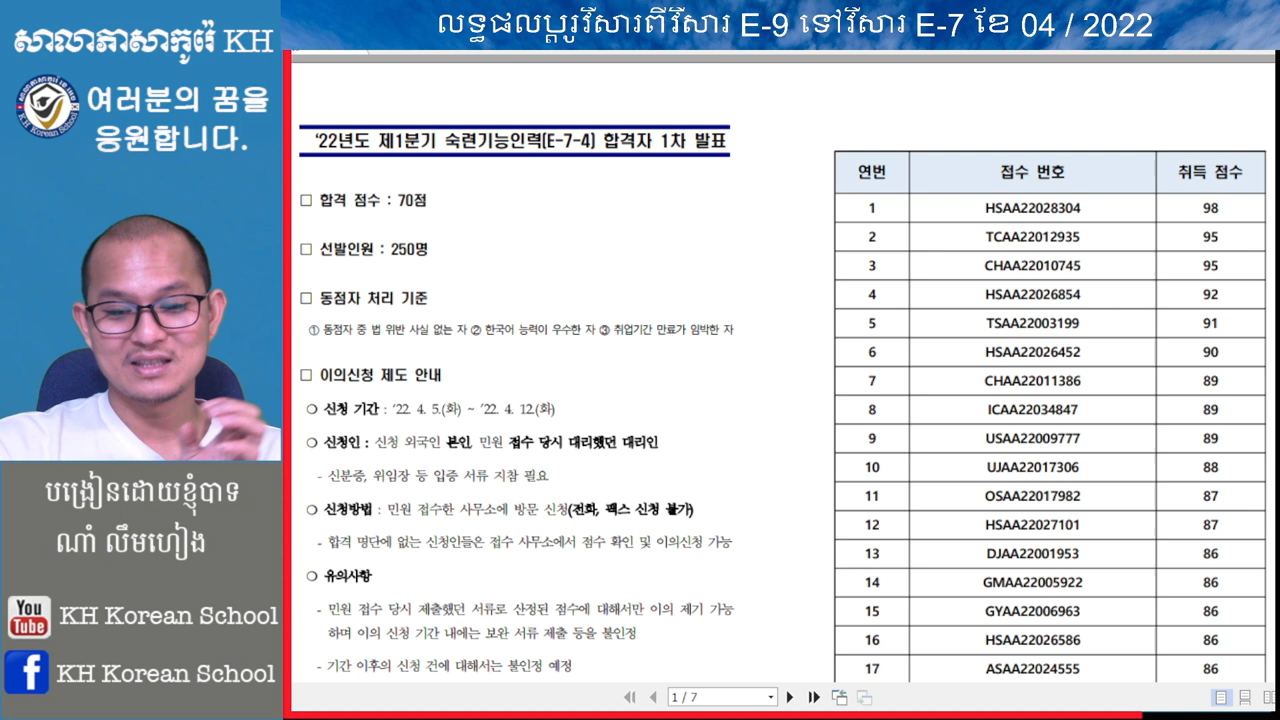 លទ្ធផលប្តូរវីសារពីវីសារ E-9 ទៅវីសារ E-7 ខែ 04 / 2022
សាលាភាសាកូរ៉េ KH
여러분의 꿈을
응원합니다.
KH Korean School
'22년도 제1분기 숙련기능인력(E-7-4) 합격자 1차 발표
□ 합격 점수 : 70점
□ 선발인원 : 250명
□ 동점자 처리 기준
① 동점자 중 법 위반 사실 없는 자 ② 한국어 능력이 우수한 자 ③ 취업기간 만료가 임박한 자
□ 이의신청 제도 안내
❍ 신청 기간 : '22. 4. 5.(화) ~ '22. 4. 12.(화)
❍ 신청인 : 신청 외국인 본인, 민원 접수 당시 대리했던 대리인
- 신분증, 위임장 등 입증 서류 지참 필요
❍ 신청방법 : 민원 접수한 사무소에 방문 신청(전화, 팩스 신청 불가)
- 합격 명단에 없는 신청인들은 접수 사무소에서 점수 확인 및 이의신청 가능
❍ 유의사항
- 민원 접수 당시 제출했던 서류로 산정된 점수에 대해서만 이의 제기 가능
하며 이의 신청 기간 내에는 보완 서류 제출 등을 불인정
- 기간 이후의 신청 건에 대해서는 불인정 예정
연번 접수 번호 취득 점수
1 HSAA22028304 98
2 TCAA22012935 95
3 CHAA22010745 95
4 HSAA22026854 92
5 TSAA22003199 91
6 HSAA22026452 90
7 CHAA22011386 89
8 ICAA22034847 89
9 USAA22009777 89
10 UJAA22017306 88
11 OSAA22017982 87
12 HSAA22027101 87
13 DJAA22001953 86
14 GMAA22005922 86
15 GYAA22006963 86
16 HSAA22026586 86
17 ASAA22024555 86
បង្រៀនដោយខ្ញុំបាទ
ណាំ លឹមហៀង
You Tube KH Korean School
f KH Korean School
1 / 7